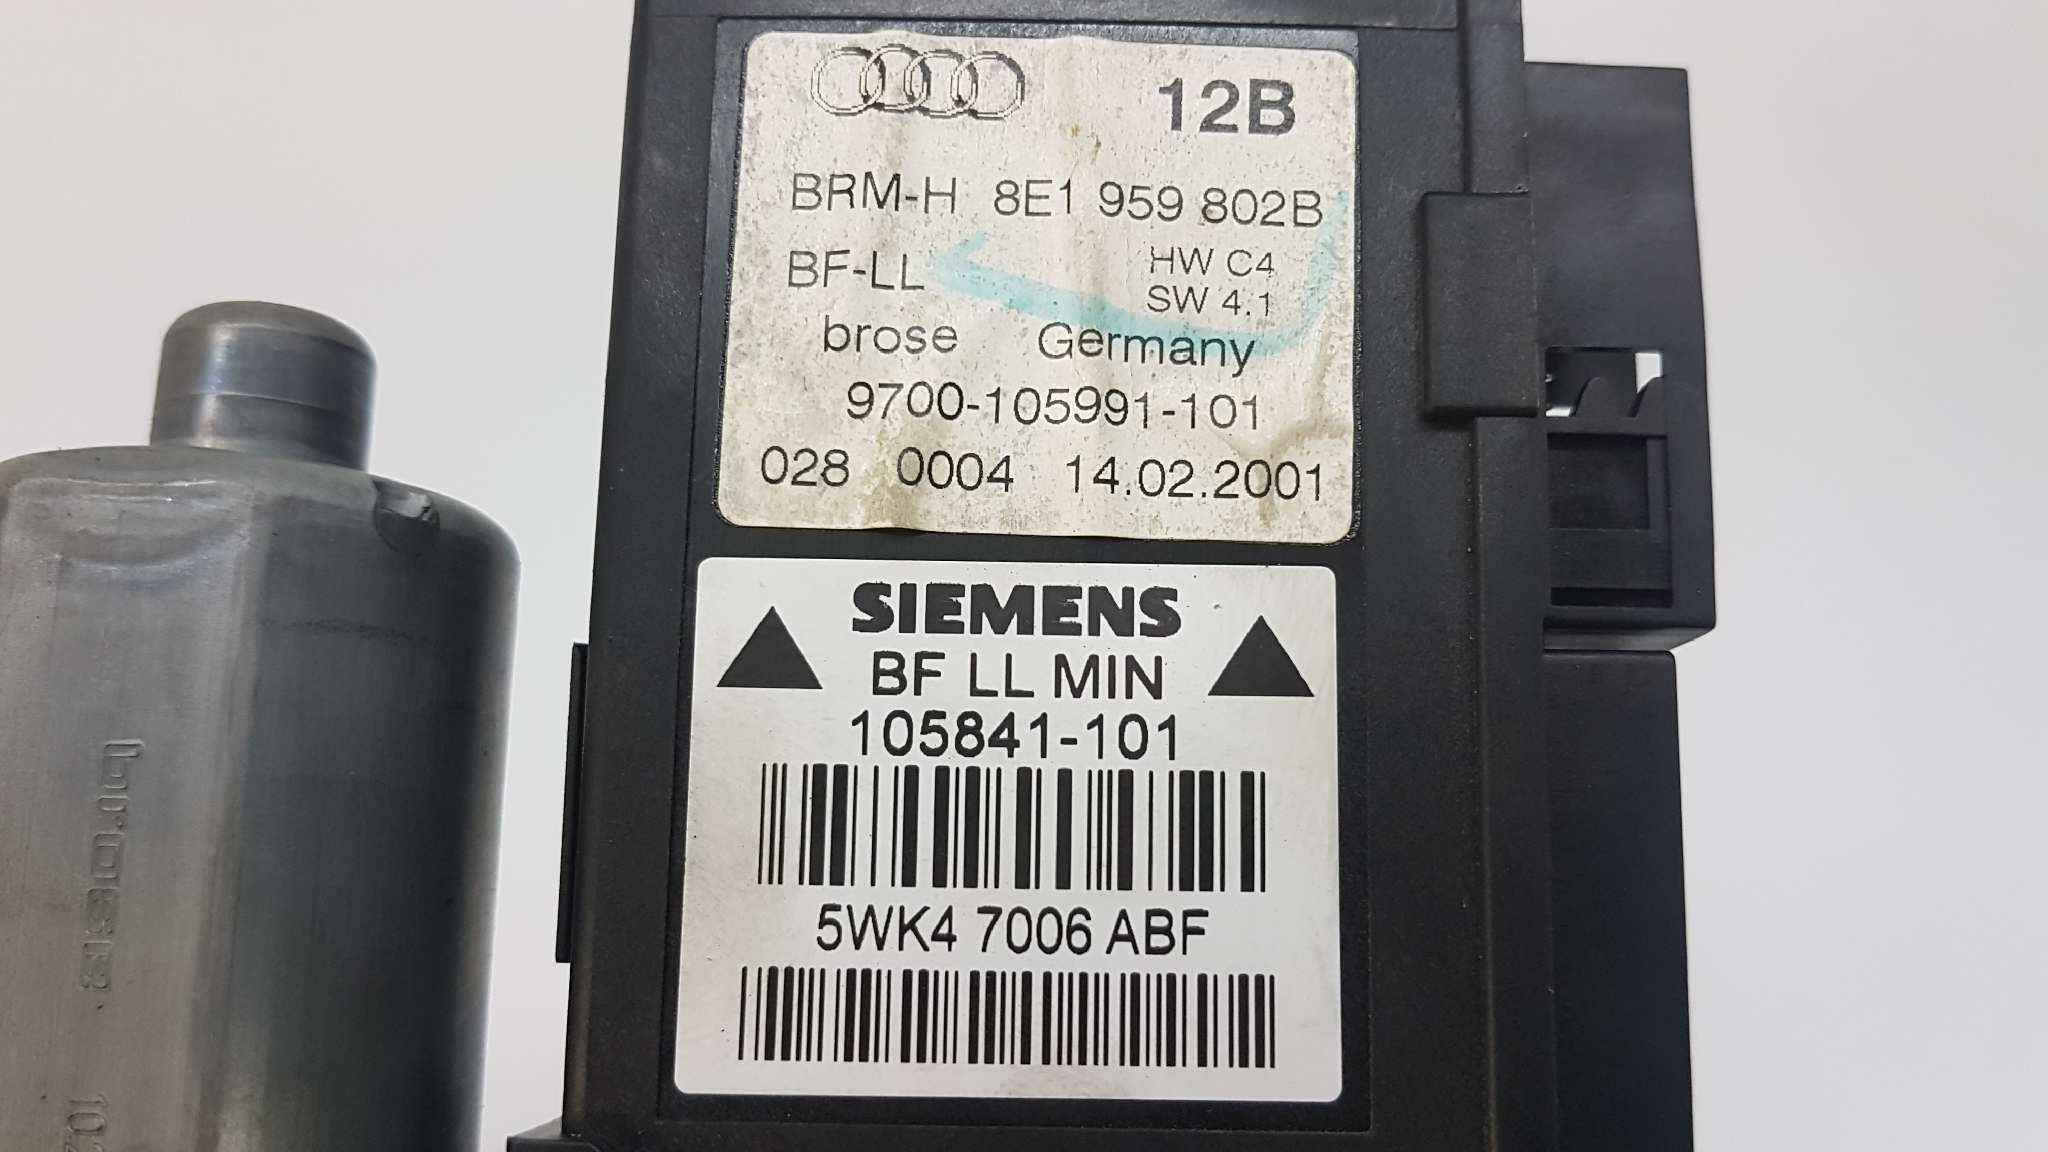 12B
BRM-H 8E1 959 802B
BF-LL HW C4
SW 4.1
brose Germany
9700-105991-101
028 0004 14.02.2001
SIEMENS
BF LL MIN
105841-101
5WK4 7006 ABF
brose